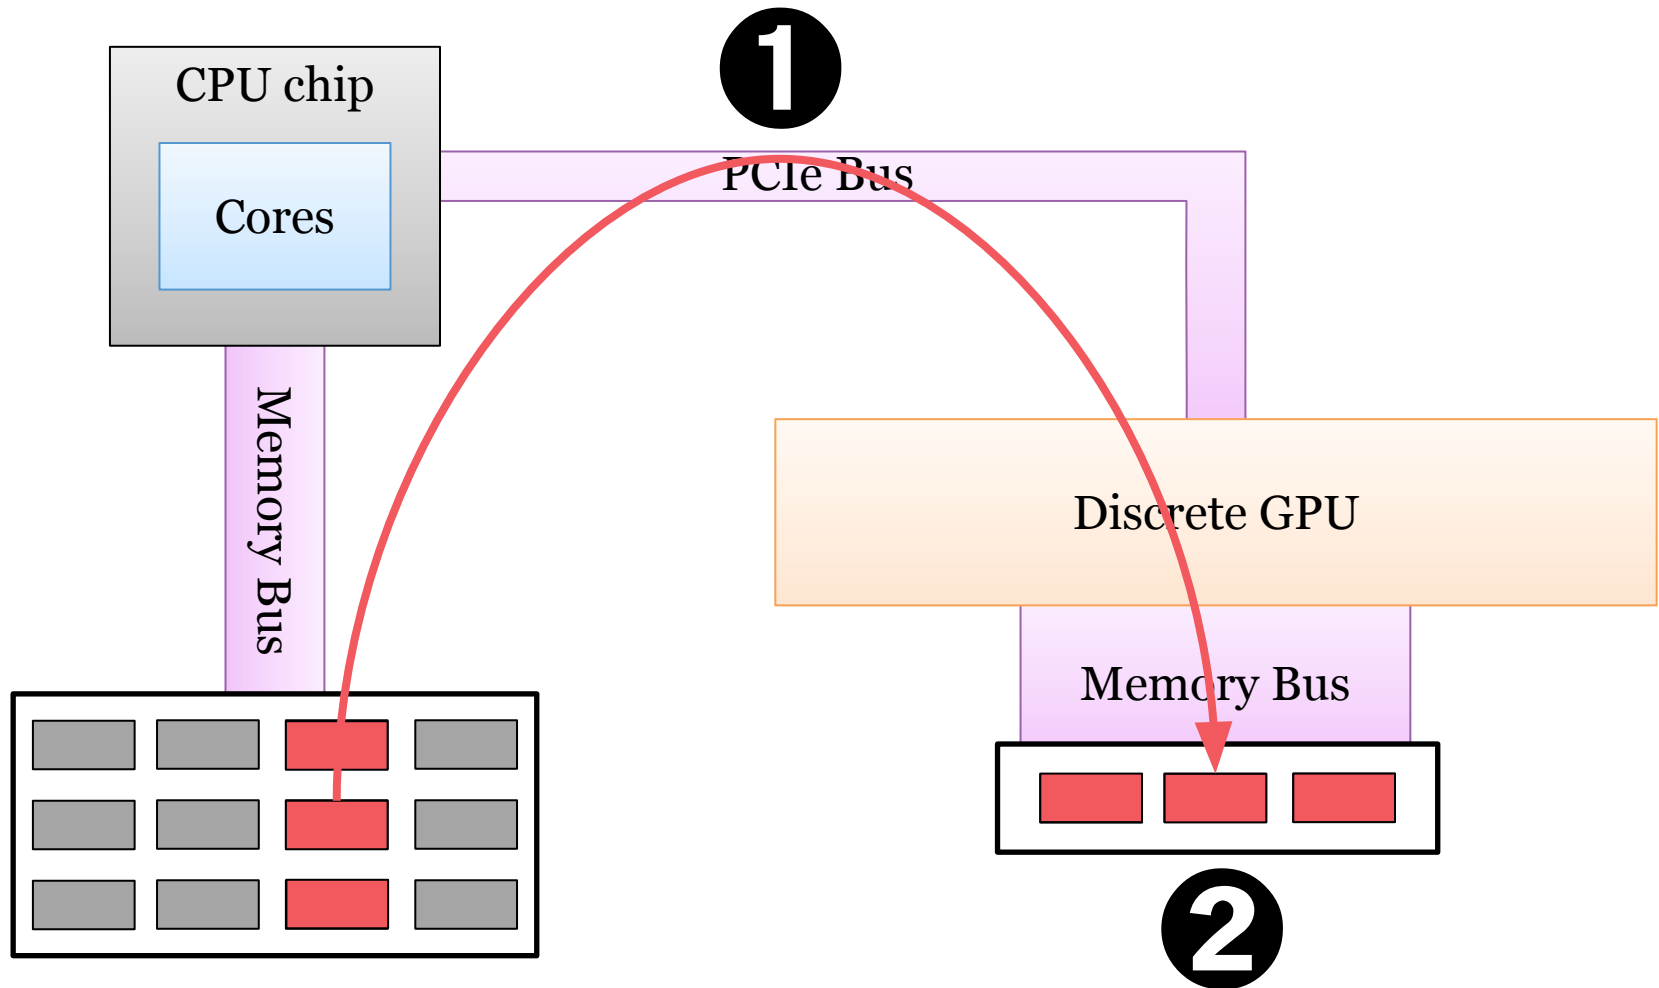 1
CPU chip
PCIe Bus
Cores
Memory Bus
Discrete GPU
Memory Bus
2